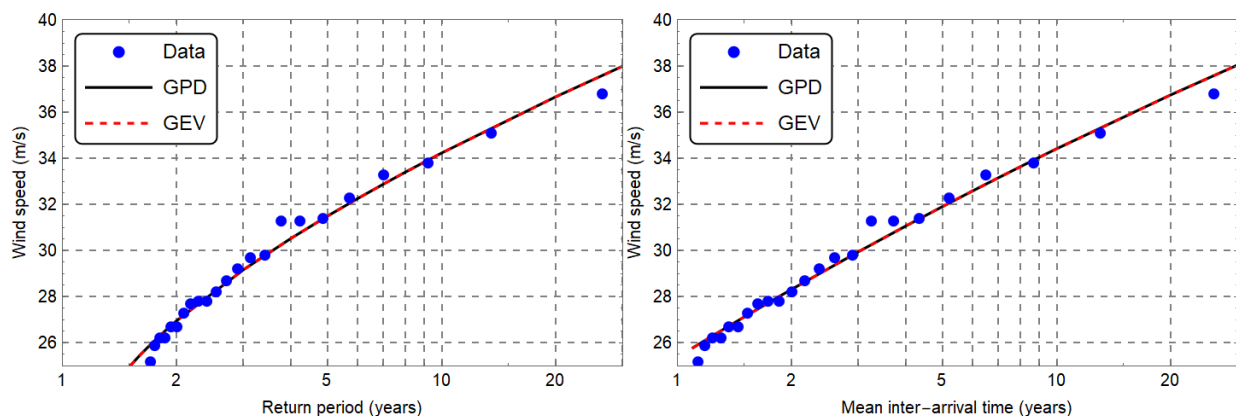 40
38
36
34
32
30
28
26
Wind speed (m/s)
Data
GPD
GEV
1
2
5
10
20
Return period (years)
40
38
36
34
32
30
28
26
Wind speed (m/s)
Data
GPD
GEV
1
2
5
10
20
Mean inter−arrival time (years)